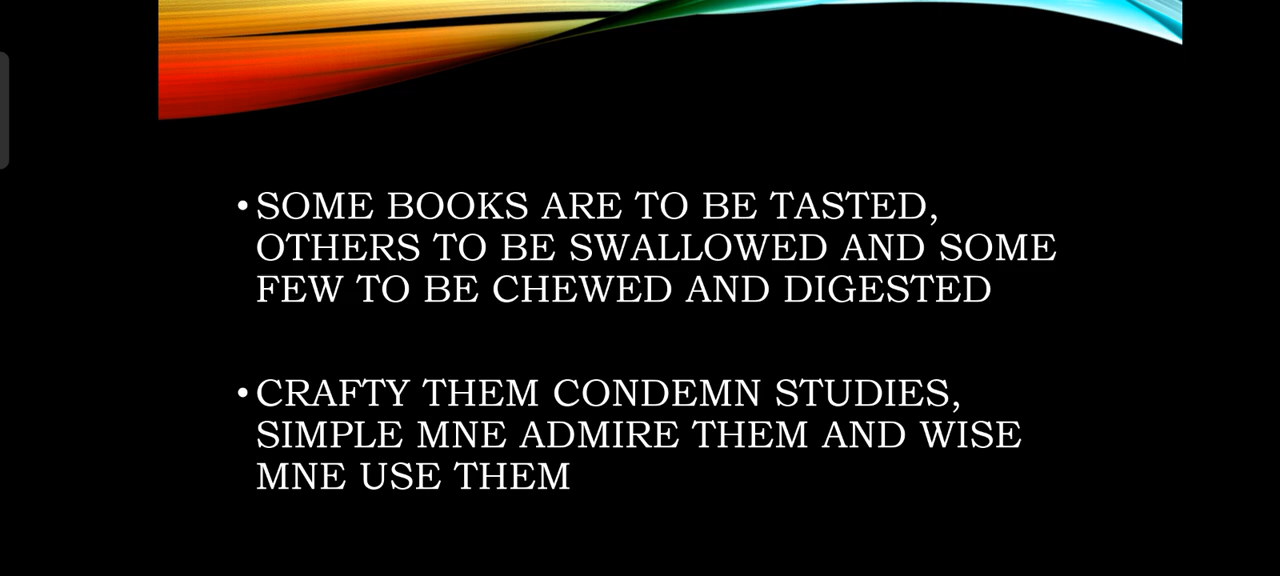 • SOME BOOKS ARE TO BE TASTED,
OTHERS TO BE SWALLOWED AND SOME
FEW TO BE CHEWED AND DIGESTED
• CRAFTY THEM CONDEMN STUDIES,
SIMPLE MNE ADMIRE THEM AND WISE
MNE USE THEM